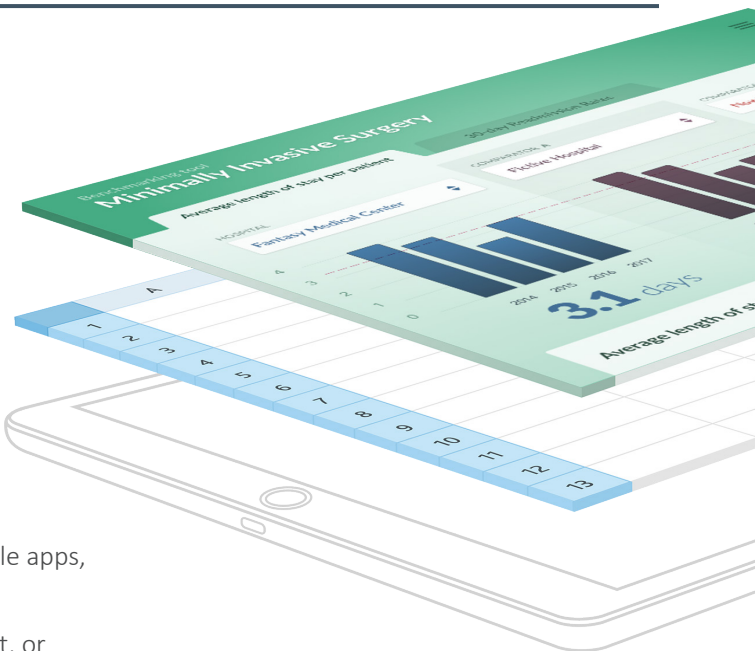 Benchmarking tool
Minimally Invasive Surgery
Average length of stay per patient
30-day Readmission Rates
HOSPITAL
Fantasy Medical Center
COMPARATOR A
Fictive Hospital
4
3
2
1
0
2014 2015 2016 2017
3.1 days
Average length of
A
1
2
3
4
5
6
7
8
9
10
11
12
13
le apps,
t, or